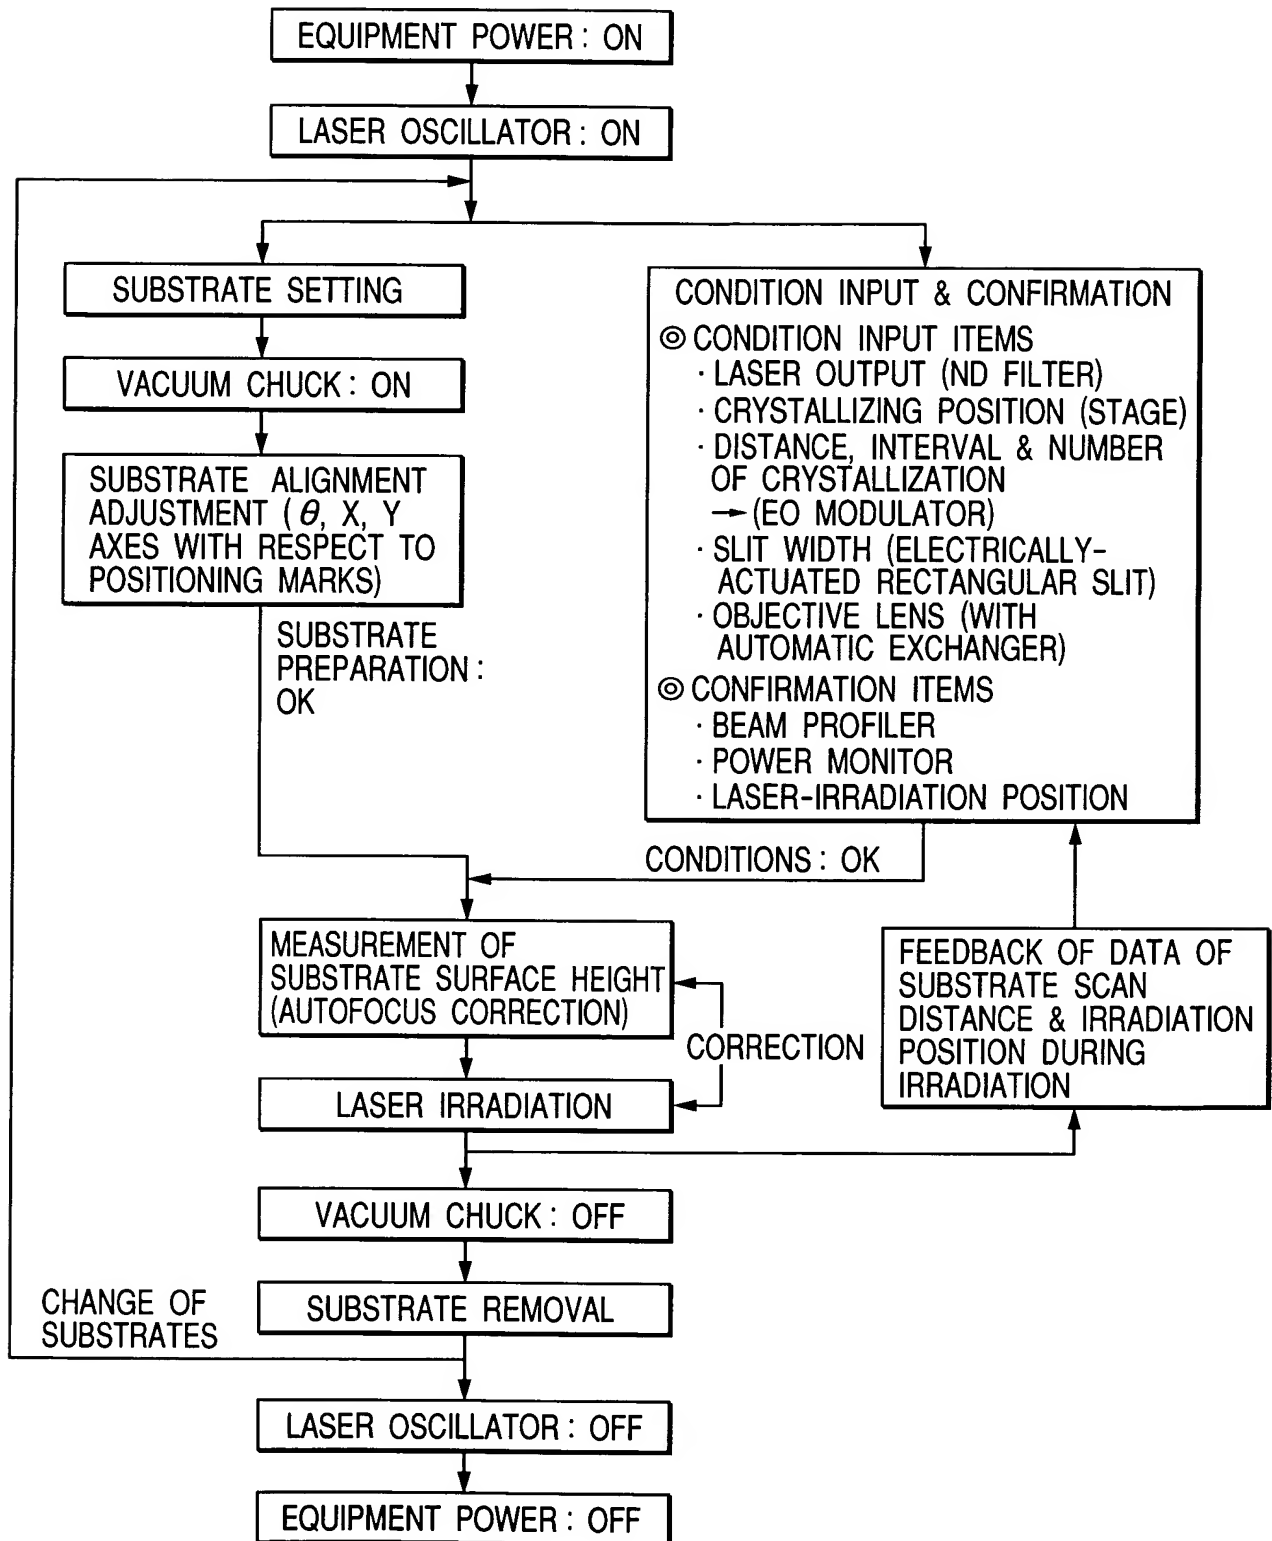 EQUIPMENT POWER : ON
LASER OSCILLATOR : ON
SUBSTRATE SETTING
VACUUM CHUCK : ON
SUBSTRATE ALIGNMENT
ADJUSTMENT ( θ, X, Y
AXES WITH RESPECT TO
POSITIONING MARKS)
SUBSTRATE
PREPARATION :
OK
CONDITION INPUT & CONFIRMATION
◎ CONDITION INPUT ITEMS
· LASER OUTPUT (ND FILTER)
· CRYSTALLIZING POSITION (STAGE)
· DISTANCE, INTERVAL & NUMBER
OF CRYSTALLIZATION
→ (EO MODULATOR)
· SLIT WIDTH (ELECTRICALLY-
ACTUATED RECTANGULAR SLIT)
· OBJECTIVE LENS (WITH
AUTOMATIC EXCHANGER)
◎ CONFIRMATION ITEMS
· BEAM PROFILER
· POWER MONITOR
· LASER-IRRADIATION POSITION
CONDITIONS : OK
MEASUREMENT OF
SUBSTRATE SURFACE HEIGHT
(AUTOFOCUS CORRECTION)
CORRECTION
LASER IRRADIATION
FEEDBACK OF DATA OF
SUBSTRATE SCAN
DISTANCE & IRRADIATION
POSITION DURING
IRRADIATION
VACUUM CHUCK : OFF
SUBSTRATE REMOVAL
CHANGE OF
SUBSTRATES
LASER OSCILLATOR : OFF
EQUIPMENT POWER : OFF